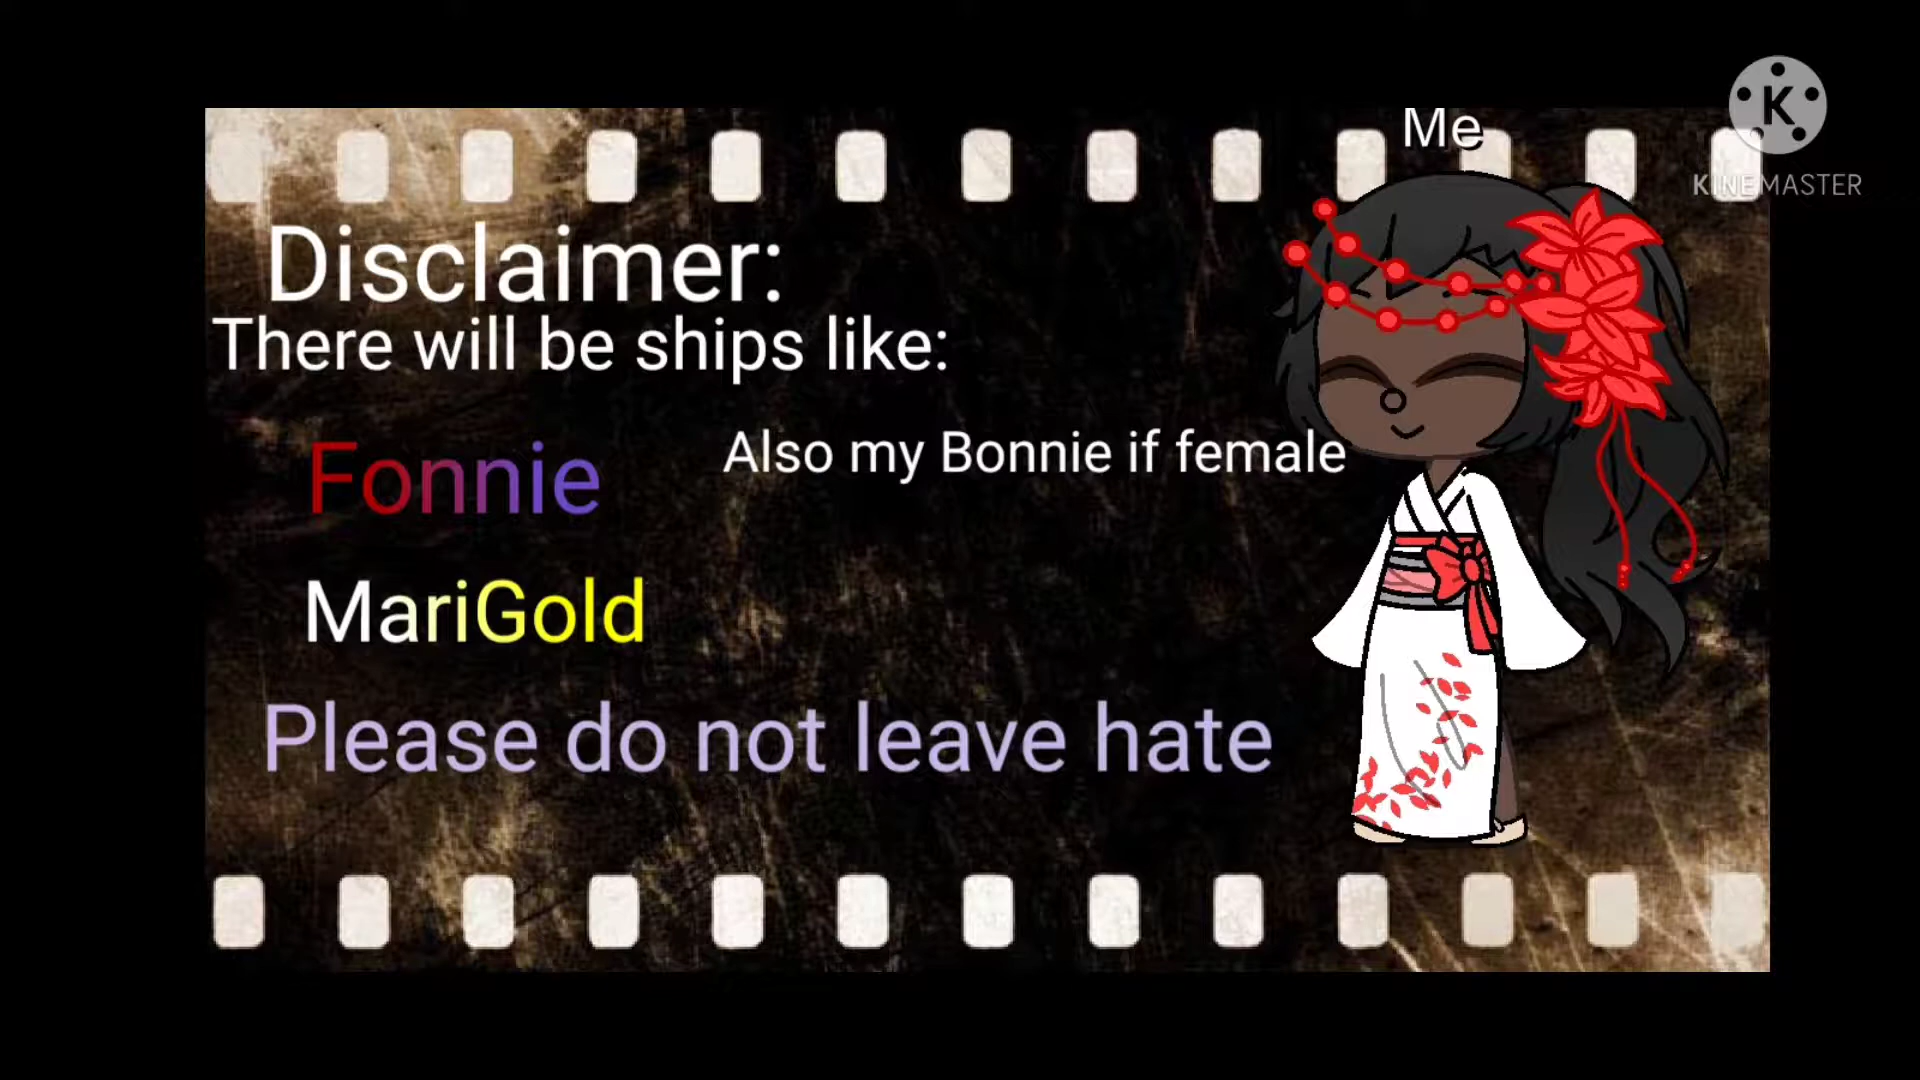 Me
K
KINEMASTER
Disclaimer:
There will be ships like:
Also my Bonnie if female
Fonnie
MariGold
Please do not leave hate